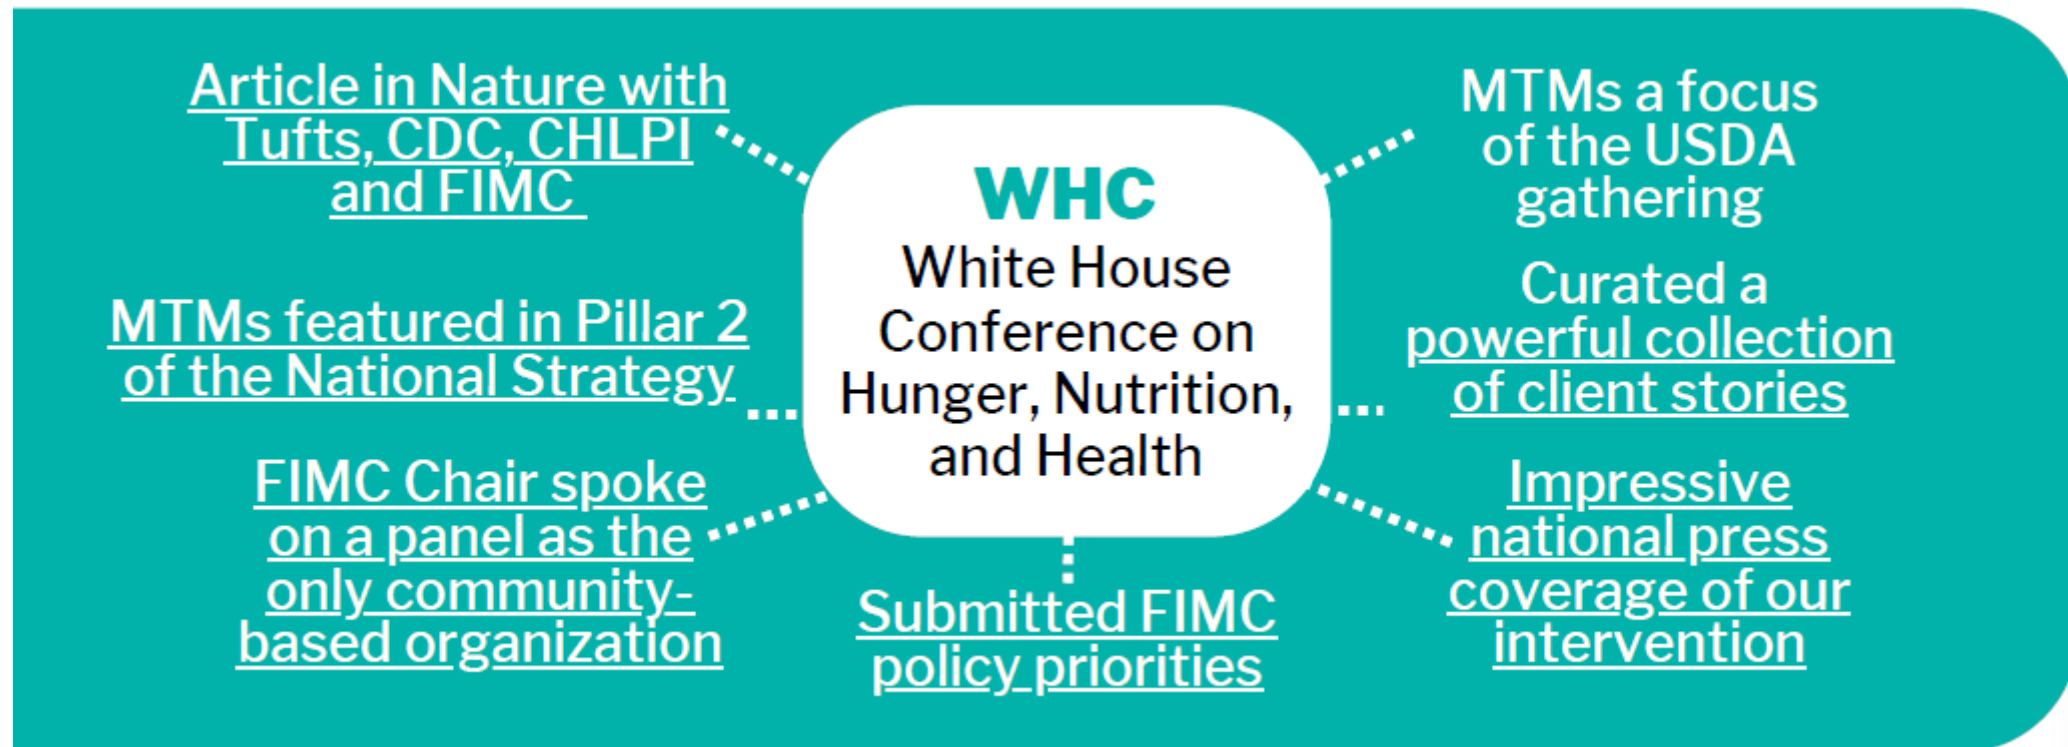 Article in Nature with
Tufts, CDC, CHLPI
and FIMC
MTMs featured in Pillar 2
of the National Strategy
FIMC Chair spoke
on a panel as the
only community-
based organization
WHC
White House
Conference on
Hunger, Nutrition,
and Health
Submitted FIMC
policy priorities
MTMs a focus
of the USDA
gathering
Curated a
powerful collection
of client stories
Impressive
national press
coverage of our
intervention